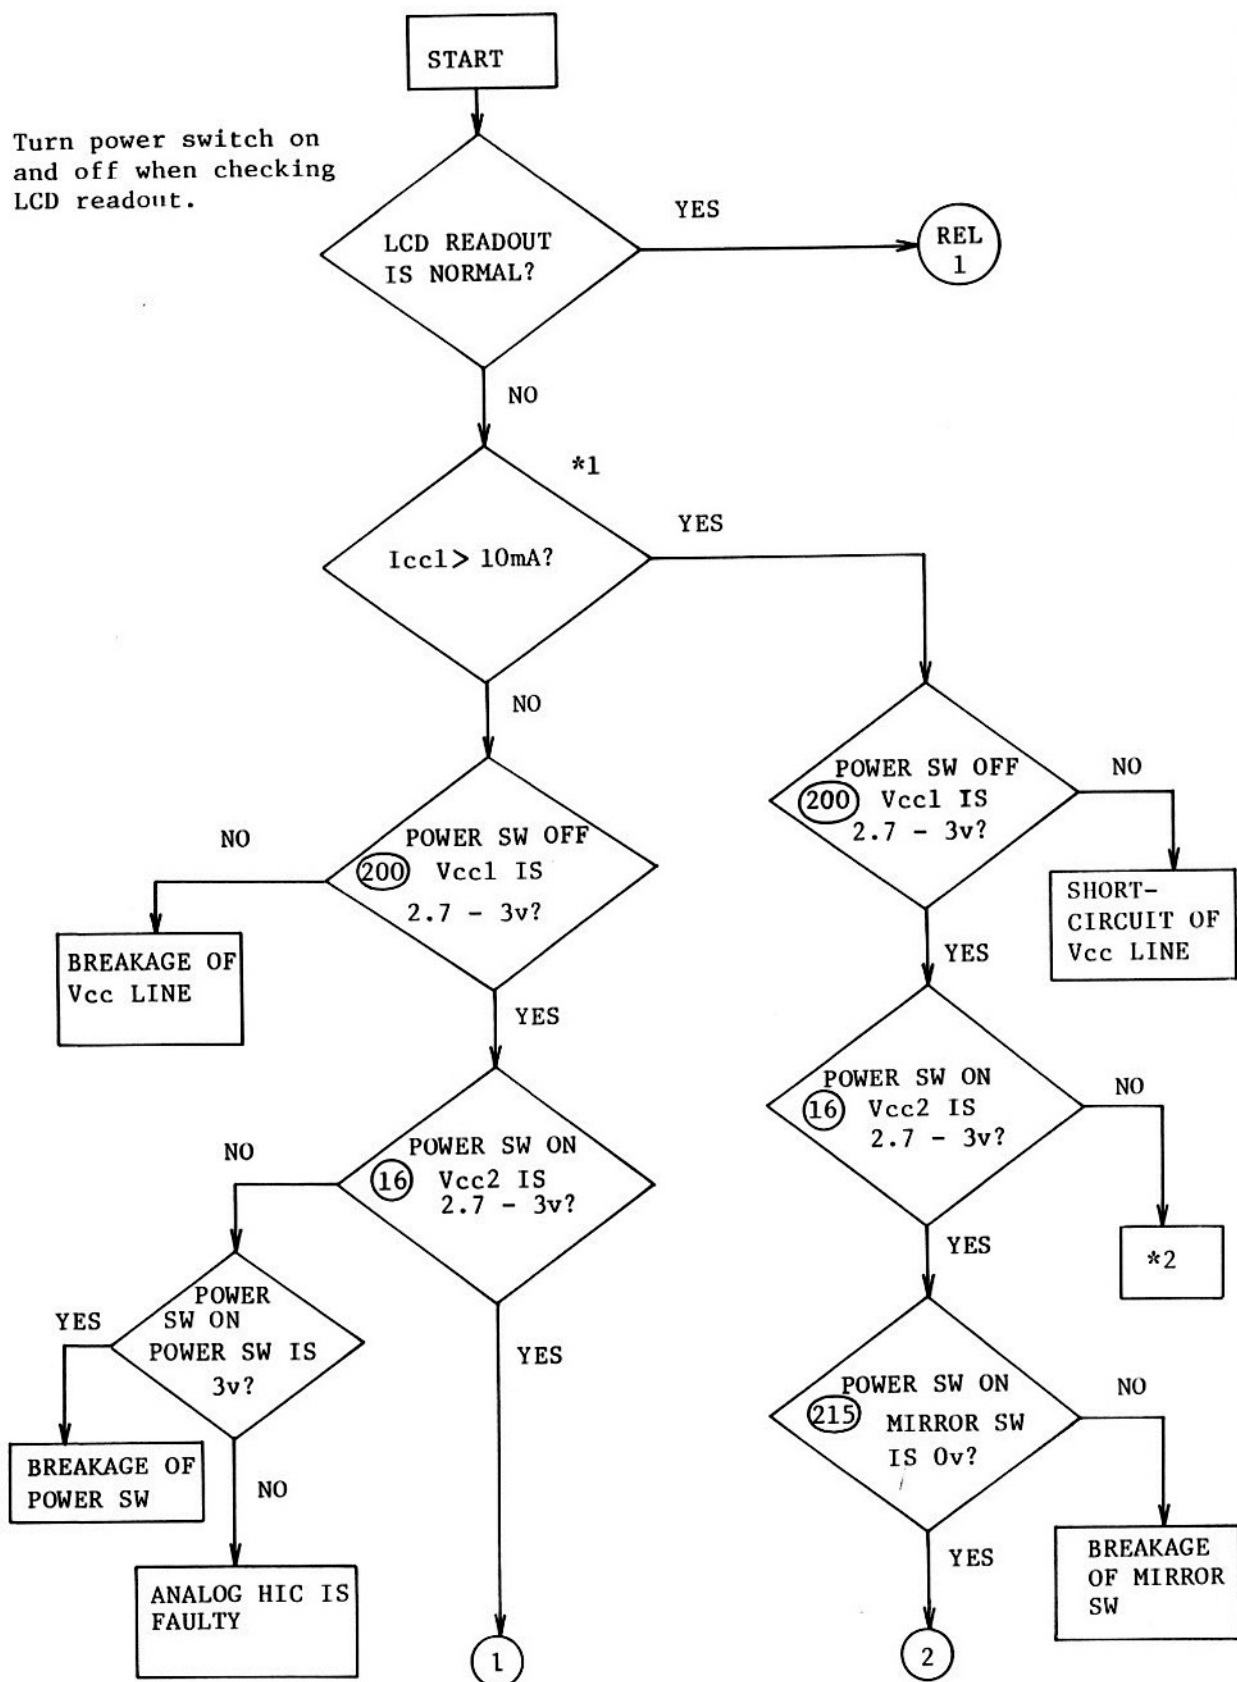 START
Turn power switch on
and off when checking
LCD readout.
YES
LCD READOUT
IS NORMAL?
REL
1
NO
*1
YES
Icc1> 10mA?
NO
POWER SW OFF
200 Vcc1 IS
2.7 - 3v?
NO
SHORT-
CIRCUIT OF
Vcc LINE
YES
NO
POWER SW OFF
200 Vcc1 IS
2.7 - 3v?
BREAKAGE OF
Vcc LINE
YES
POWER SW ON
16 Vcc2 IS
2.7 - 3v?
NO
*2
YES
NO
POWER SW ON
16 Vcc2 IS
2.7 - 3v?
YES
POWER
SW ON
POWER SW IS
3v?
YES
BREAKAGE OF
POWER SW
NO
ANALOG HIC IS
FAULTY
1
POWER SW ON
215 MIRROR SW
IS 0v?
NO
BREAKAGE
OF MIRROR
SW
YES
2